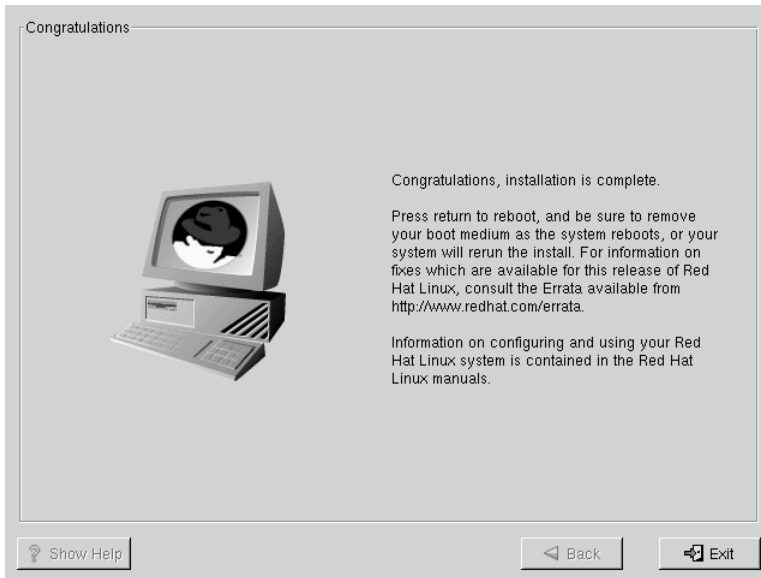 Congratulations
Congratulations, installation is complete.
Press return to reboot, and be sure to remove
your boot medium as the system reboots, or your
system will rerun the install. For information on
fixes which are available for this release of Red
Hat Linux, consult the Errata available from
http://www.redhat.com/errata.
Information on configuring and using your Red
Hat Linux system is contained in the Red Hat
Linux manuals.
? Show Help
Back
Exit